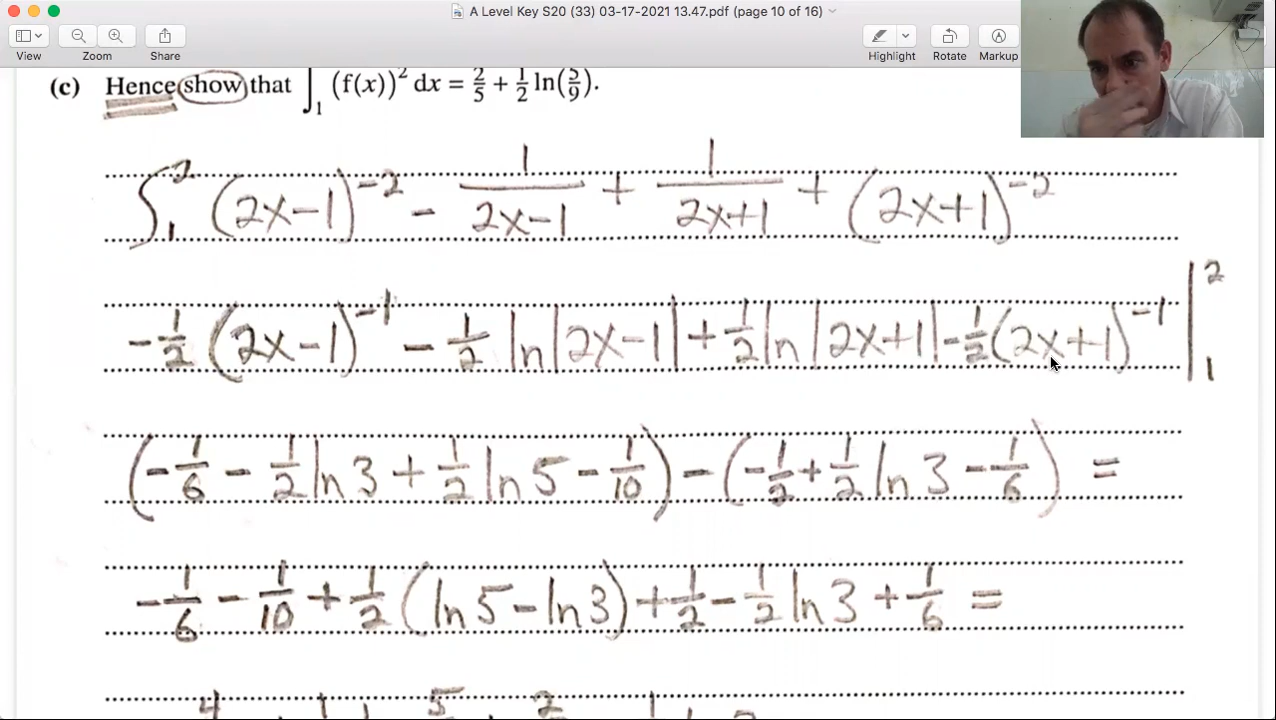 A Level Key S20 (33) 03-17-2021 13.47.pdf (page 10 of 16)
View Zoom Share Highlight Rotate Markup
(c) Hence show that ∫₁ (f(x))² dx = 2/5 + 1/2 ln(5/9).
∫₁² (2x-1)⁻² - 1/(2x-1) + 1/(2x+1) + (2x+1)⁻²
-1/2 (2x-1)⁻¹ - 1/2 ln|2x-1| + 1/2 ln|2x+1| - 1/2 (2x+1)⁻¹ |₁²
(-1/6 - 1/2 ln 3 + 1/2 ln 5 - 1/10) - (-1/2 + 1/2 ln 3 - 1/6) =
-1/6 - 1/10 + 1/2 (ln 5 - ln 3) + 1/2 - 1/2 ln 3 + 1/6 =